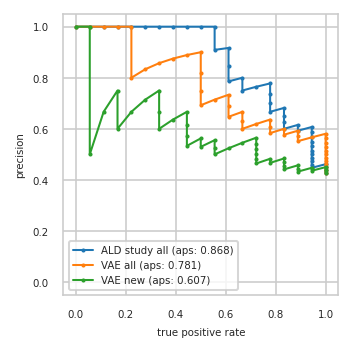 1.0
0.8
0.6
0.4
0.2
0.0
precision
ALD study all (aps: 0.868)
VAE all (aps: 0.781)
VAE new (aps: 0.607)
0.0 0.2 0.4 0.6 0.8 1.0
true positive rate